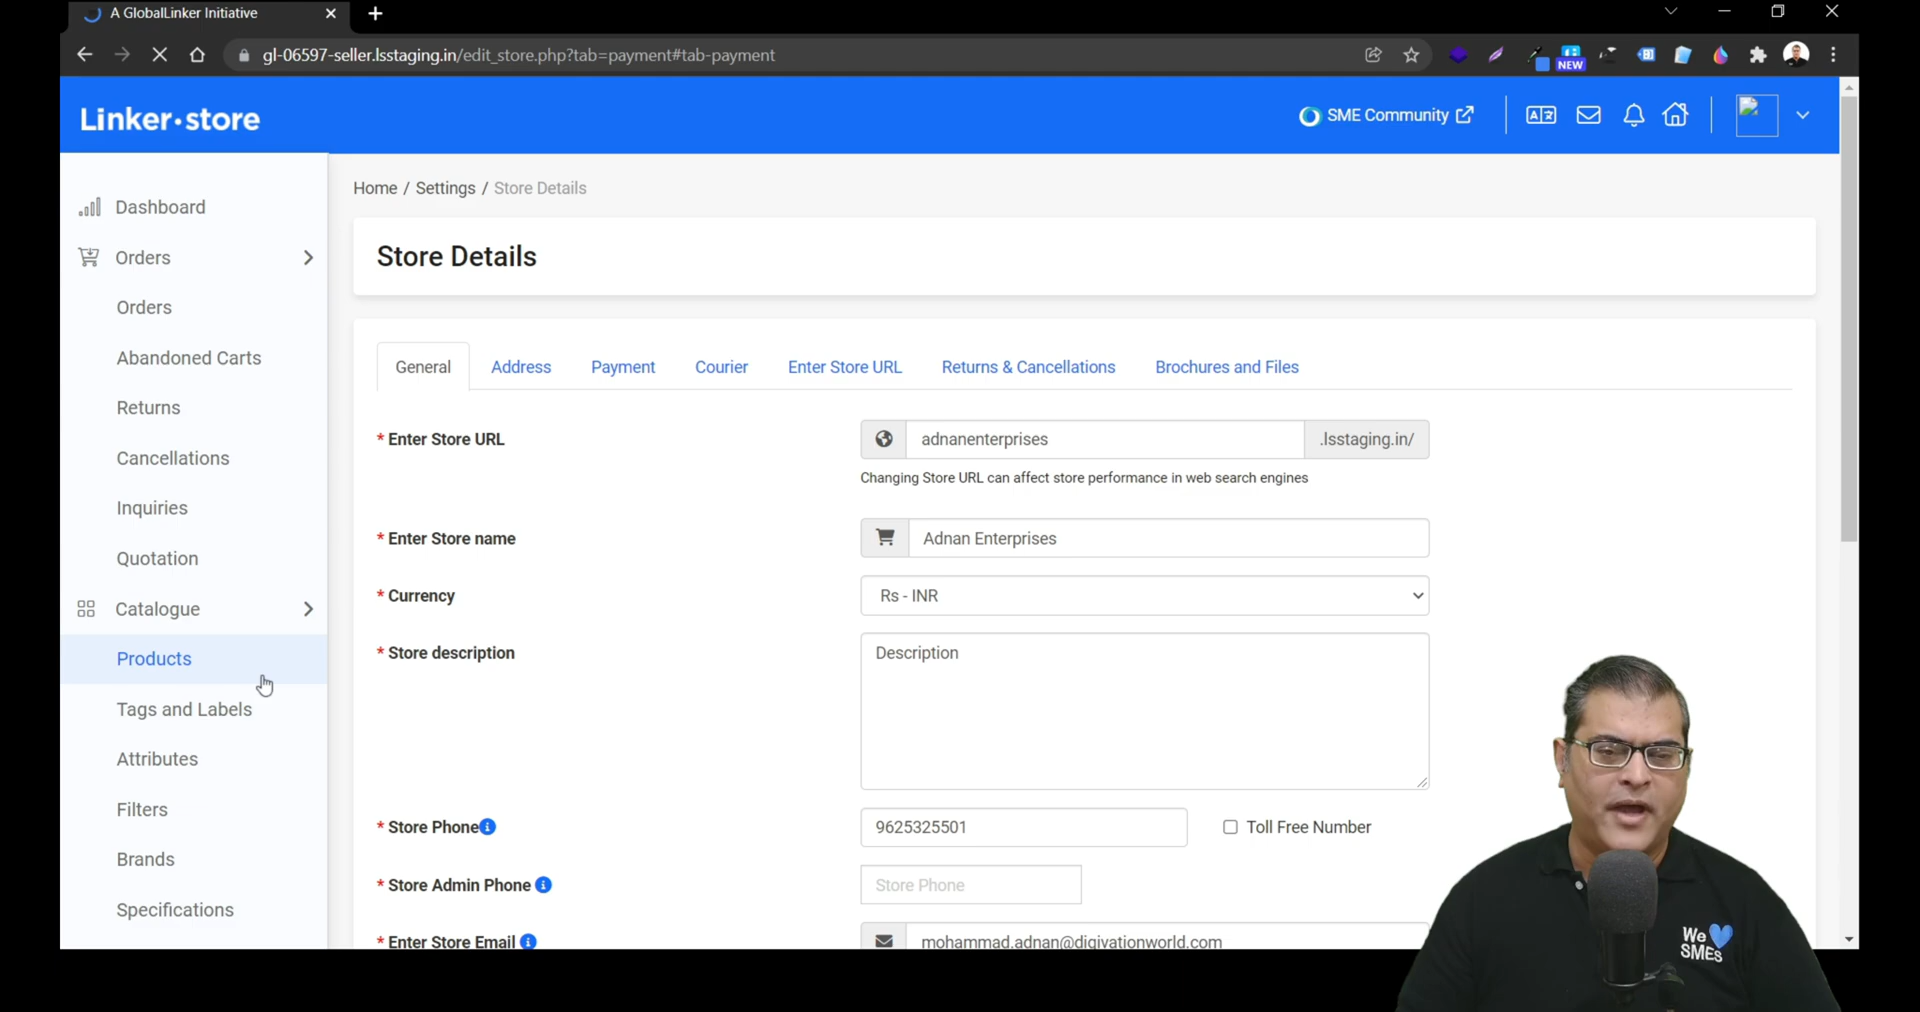 A GlobalLinker Initiative
gl-06597-seller.lsstaging.in/edit_store.php?tab=payment#tab-payment
NEW
Linker·store
SME Community
Home / Settings / Store Details
Dashboard
Orders
Orders
Abandoned Carts
Returns
Cancellations
Inquiries
Quotation
Catalogue
Products
Tags and Labels
Attributes
Filters
Brands
Specifications
Store Details
General Address Payment Courier Enter Store URL Returns & Cancellations Brochures and Files
* Enter Store URL adnanenterprises .lsstaging.in/
Changing Store URL can affect store performance in web search engines
* Enter Store name Adnan Enterprises
* Currency Rs - INR
* Store description Description
* Store Phone 9625325501 Toll Free Number
* Store Admin Phone Store Phone
* Enter Store Email mohammad.adnan@digivationworld.com
We
SMEs